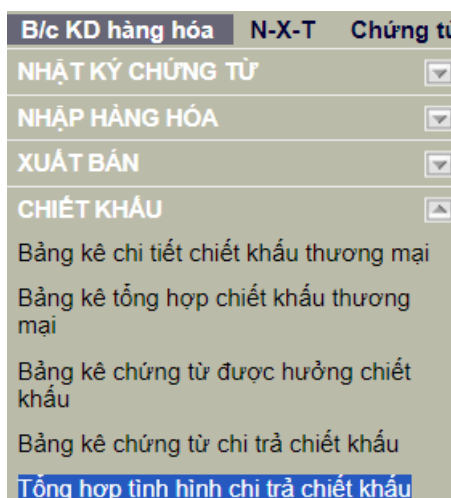 B/c KD hàng hóa N-X-T Chứng từ
NHẬT KÝ CHỨNG TỪ
NHẬP HÀNG HÓA
XUẤT BÁN
CHIẾT KHẤU
Bảng kê chi tiết chiết khấu thương mại
Bảng kê tổng hợp chiết khấu thương
mại
Bảng kê chứng từ được hưởng chiết
khấu
Bảng kê chứng từ chi trả chiết khấu
Tổng hợp tình hình chi trả chiết khấu